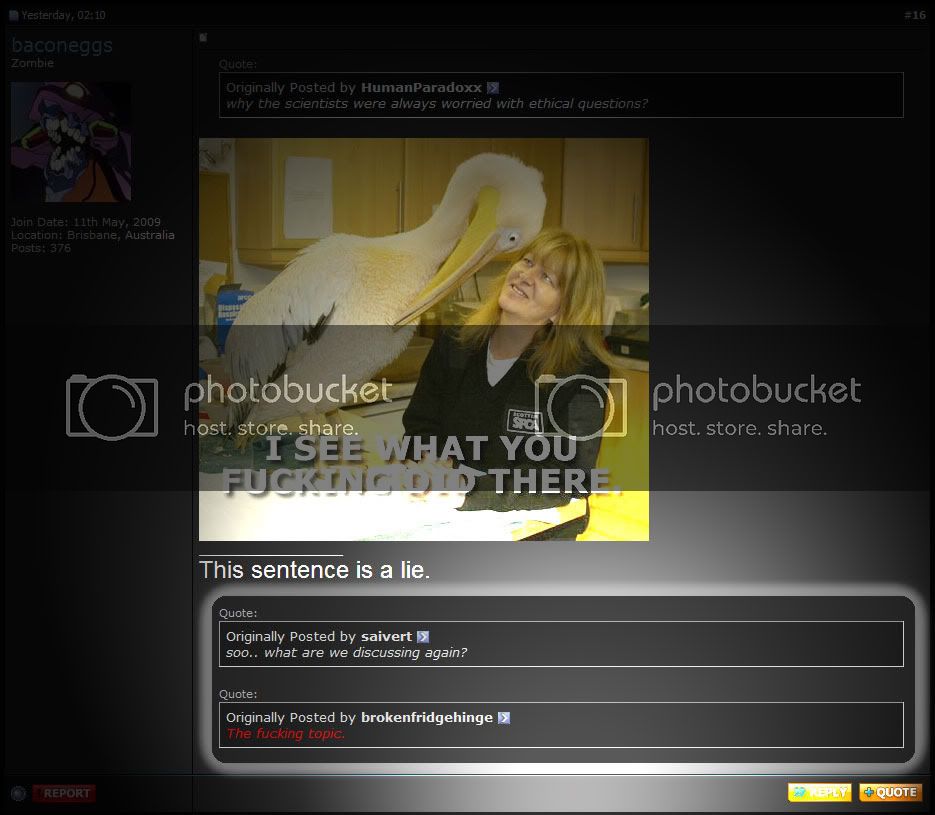 Yesterday, 02:10
#16
baconeggs
Zombie
Join Date: 11th May, 2009
Location: Brisbane, Australia
Posts: 376
Quote:
Originally Posted by HumanParadoxx
why the scientists were always worried with ethical questions?
photobucket
host. store. share.
photobucket
host. store. share.
SCOTTISH
SPCA
I SEE WHAT YOU
FUCKING DID THERE.
This sentence is a lie.
Quote:
Originally Posted by saivert
soo.. what are we discussing again?
Quote:
Originally Posted by brokenfridgehinge
The fucking topic.
REPORT
REPLY
QUOTE